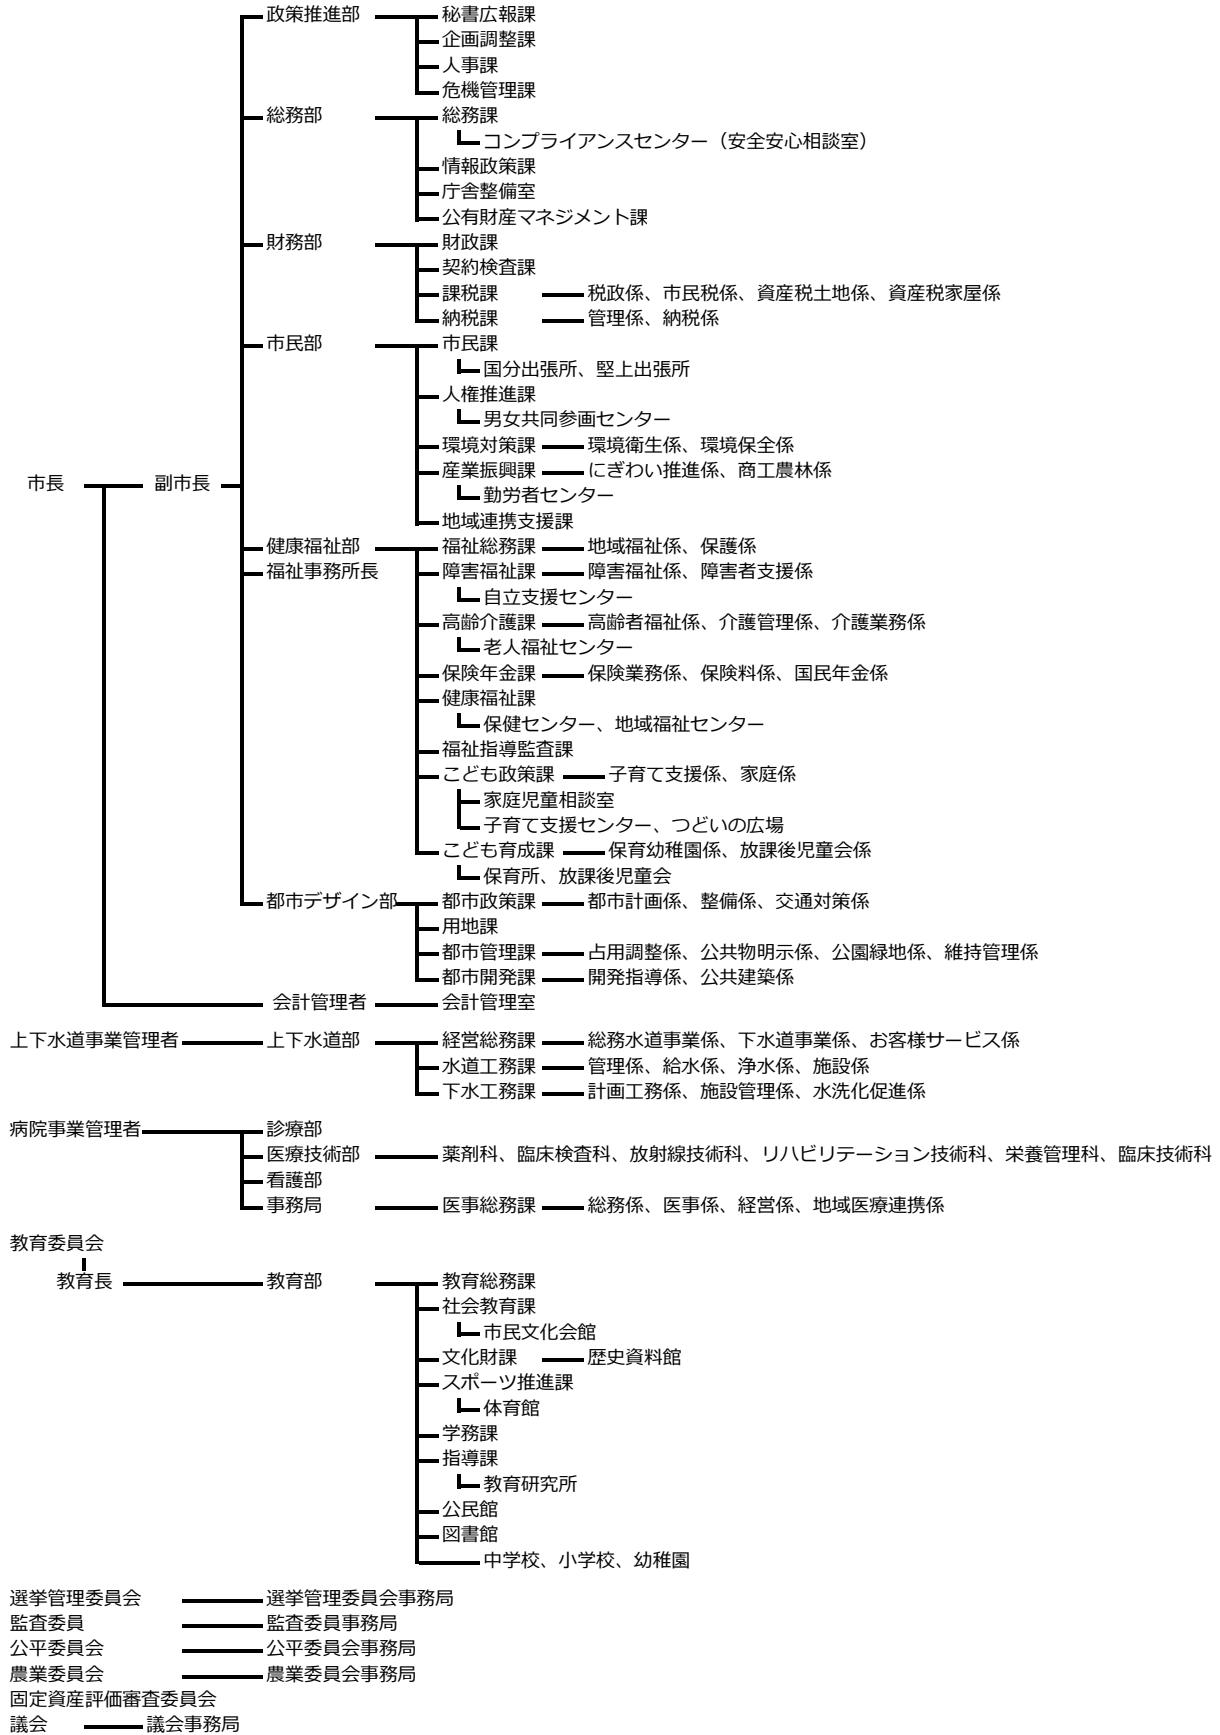 政策推進部 秘書広報課
企画調整課
人事課
危機管理課
総務部 総務課
コンプライアンスセンター（安全安心相談室）
情報政策課
庁舎整備室
公有財産マネジメント課
財務部 財政課
契約検査課
課税課 税政係、市民税係、資産税土地係、資産税家屋係
納税課 管理係、納税係
市民部 市民課
国分出張所、堅上出張所
人権推進課
男女共同参画センター
環境対策課 環境衛生係、環境保全係
産業振興課 にぎわい推進係、商工農林係
市長 副市長
勤労者センター
地域連携支援課
健康福祉部 福祉総務課 地域福祉係、保護係
福祉事務所長 障害福祉課 障害福祉係、障害者支援係
自立支援センター
高齢介護課 高齢者福祉係、介護管理係、介護業務係
老人福祉センター
保険年金課 保険業務係、保険料係、国民年金係
健康福祉課
保健センター、地域福祉センター
福祉指導監査課
こども政策課 子育て支援係、家庭係
家庭児童相談室
子育て支援センター、つどいの広場
こども育成課 保育幼稚園係、放課後児童会係
保育所、放課後児童会
都市デザイン部 都市政策課 都市計画係、整備係、交通対策係
用地課
都市管理課 占用調整係、公共物明示係、公園緑地係、維持管理係
都市開発課 開発指導係、公共建築係
会計管理者 会計管理室
上下水道事業管理者 上下水道部 経営総務課 総務水道事業係、下水道事業係、お客様サービス係
水道工務課 管理係、給水係、浄水係、施設係
下水工務課 計画工務係、施設管理係、水洗化促進係
病院事業管理者 診療部
医療技術部 薬剤科、臨床検査科、放射線技術科、リハビリテーション技術科、栄養管理科、臨床技術科
看護部
事務局 医事総務課 総務係、医事係、経営係、地域医療連携係
教育委員会
教育長 教育部 教育総務課
社会教育課
市民文化会館
文化財課 歴史資料館
スポーツ推進課
体育館
学務課
指導課
教育研究所
公民館
図書館
中学校、小学校、幼稚園
選挙管理委員会 選挙管理委員会事務局
監査委員 監査委員事務局
公平委員会 公平委員会事務局
農業委員会 農業委員会事務局
固定資産評価審査委員会
議会 議会事務局